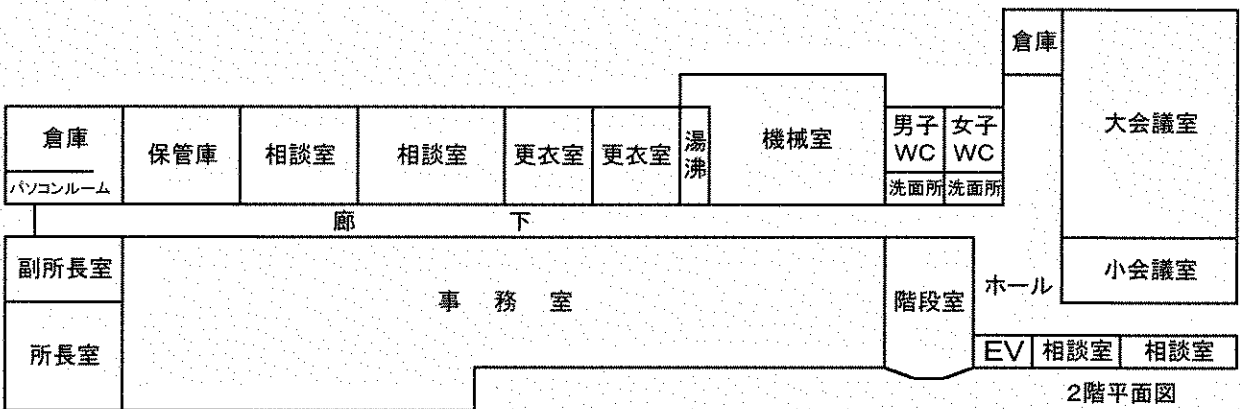 倉庫
大会議室
倉庫
パソコンルーム
保管庫
相談室
相談室
更衣室
更衣室
湯沸
機械室
男子WC
女子WC
洗面所
洗面所
廊下
副所長室
所長室
事務室
階段室
ホール
小会議室
EV
相談室
相談室
2階平面図